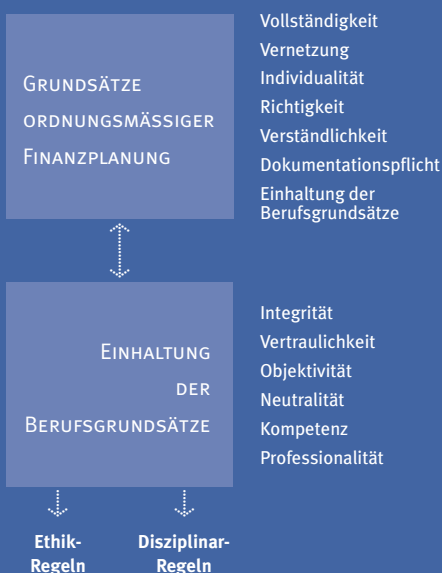 GRUNDSÄTZE
ORDNUNGSMÄSSIGER
FINANZPLANUNG
Vollständigkeit
Vernetzung
Individualität
Richtigkeit
Verständlichkeit
Dokumentationspflicht
Einhaltung der
Berufsgrundsätze
EINHALTUNG
DER
BERUFSGRUNDSÄTZE
Integrität
Vertraulichkeit
Objektivität
Neutralität
Kompetenz
Professionalität
Ethik-
Regeln
Disziplinar-
Regeln